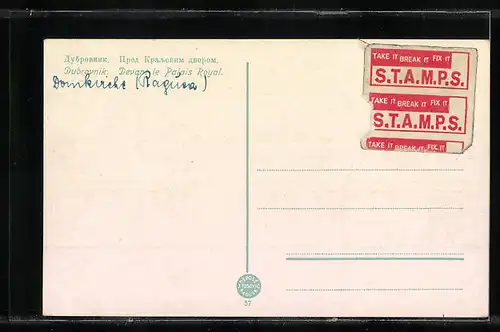 Дубровник. Пред Краљевим двором.
Dubrovnik. Devant le Palais Royal.
Domkirche (Ragusa)
TAKE IT BREAK IT FIX IT
S.T.A.M.P.S.
TAKE IT BREAK IT FIX IT
S.T.A.M.P.S.
TAKE IT BREAK IT FIX IT
57